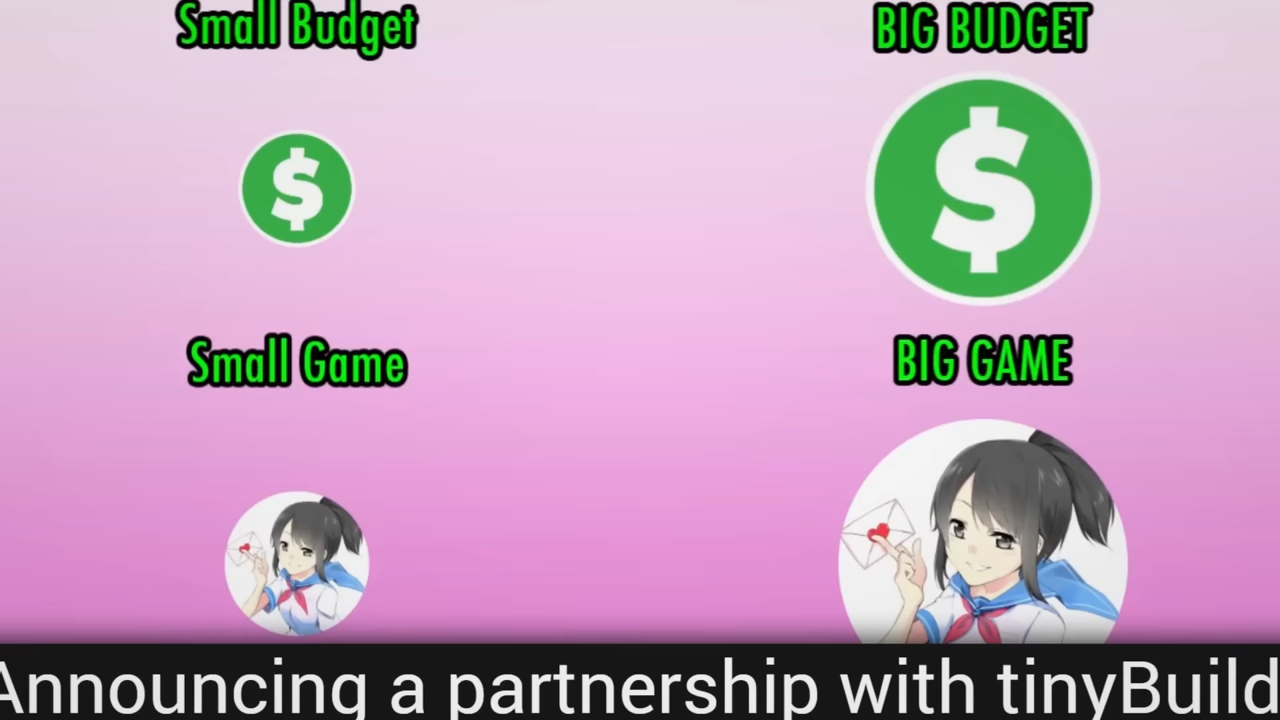 Small Budget
BIG BUDGET
$
$
Small Game
BIG GAME
Announcing a partnership with tinyBuild